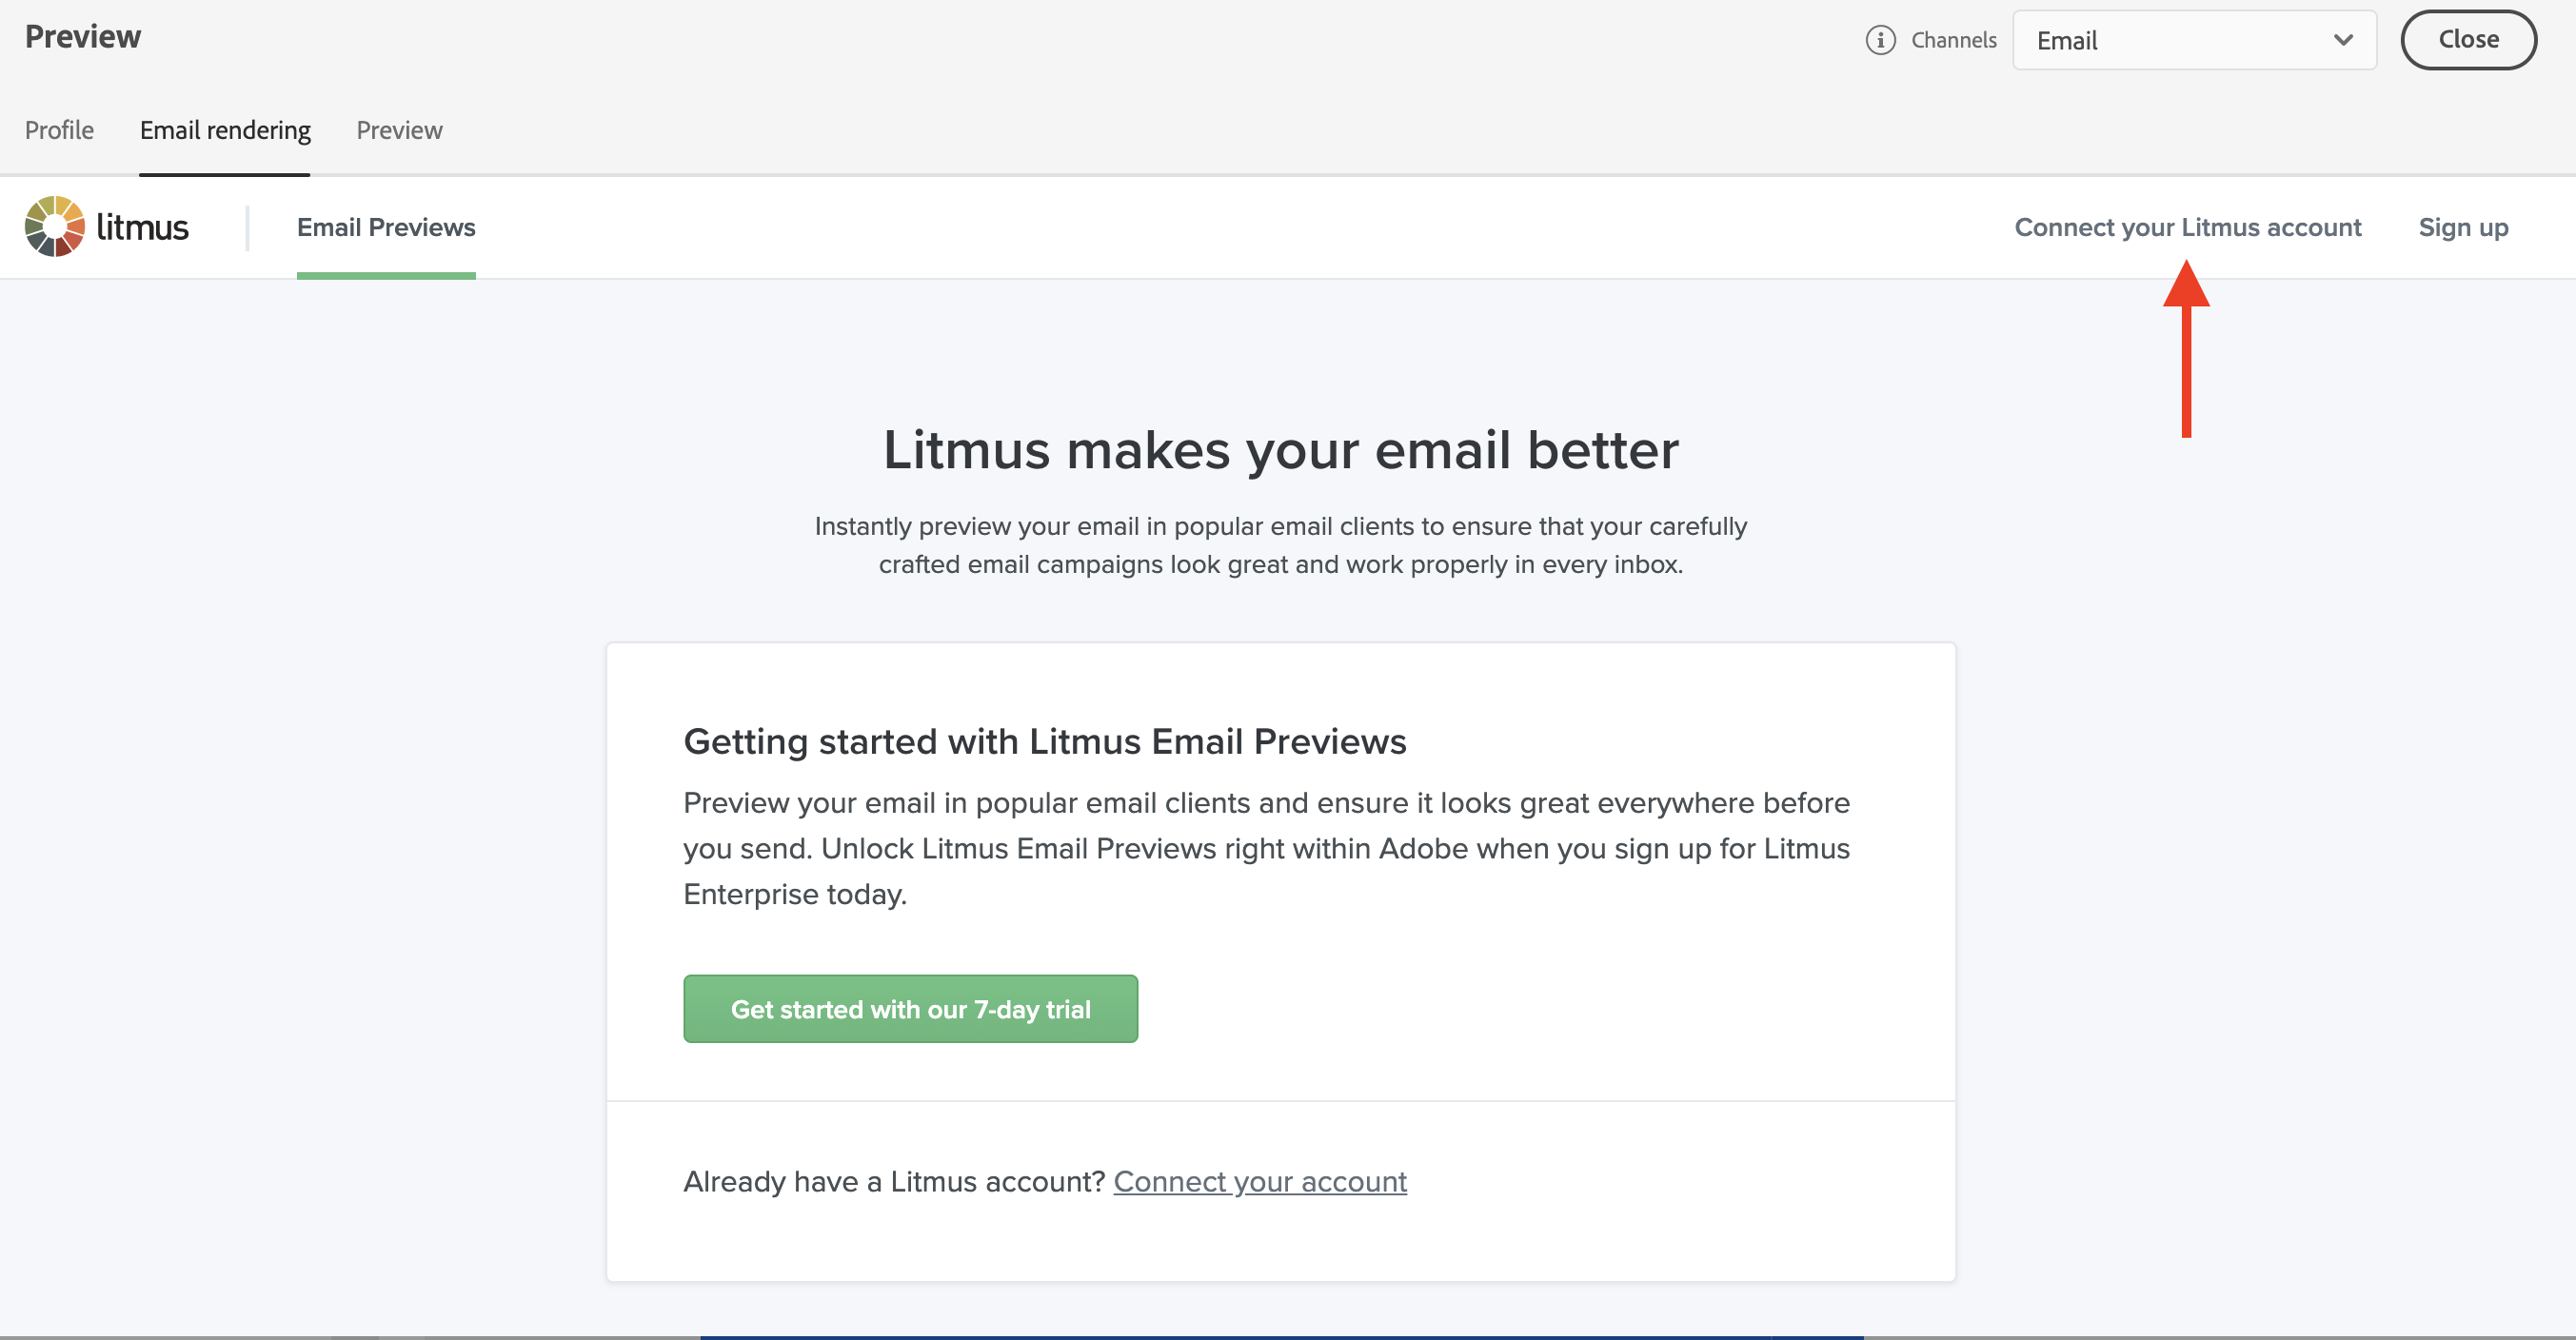 Preview
Channels
Email
Close
Profile
Email rendering
Preview
litmus
Email Previews
Connect your Litmus account
Sign up
Litmus makes your email better
Instantly preview your email in popular email clients to ensure that your carefully
crafted email campaigns look great and work properly in every inbox.
Getting started with Litmus Email Previews
Preview your email in popular email clients and ensure it looks great everywhere before
you send. Unlock Litmus Email Previews right within Adobe when you sign up for Litmus
Enterprise today.
Get started with our 7-day trial
Already have a Litmus account? Connect your account